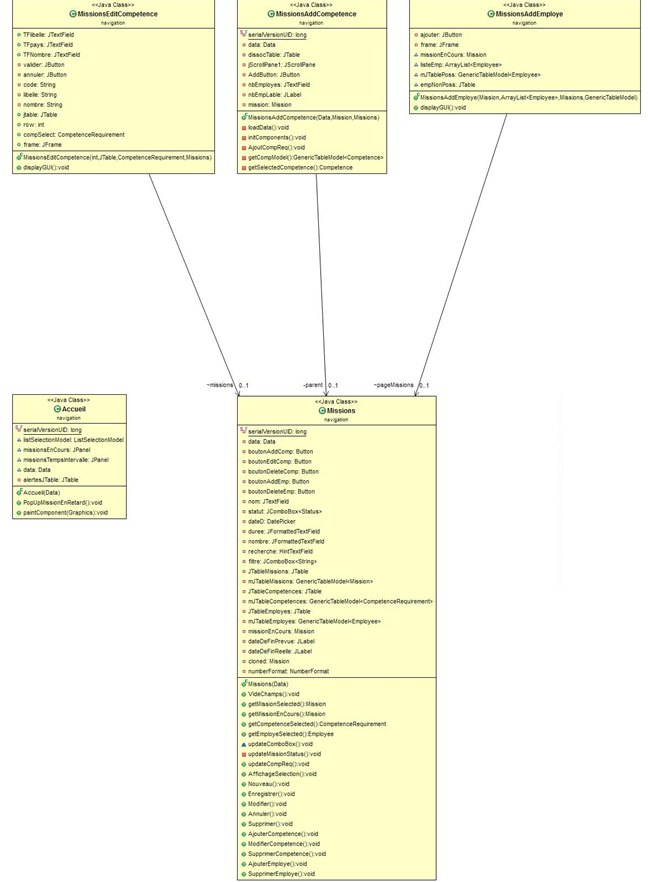 <<Java Class>>
MissionsEditCompetence
navigation
TFlibelle: JTextField
TFpays: JTextField
TFNombre: JTextField
valider: JButton
annuler: JButton
code: String
libelle: String
nombre: String
jtable: JTable
row: int
compSelect: CompetenceRequirement
frame: JFrame
MissionsEditCompetence(int,JTable,CompetenceRequirement,Missions)
displayGUI():void
<<Java Class>>
MissionsAddCompetence
navigation
serialVersionUID: long
data: Data
dissocTable: JTable
jScrollPane1: JScrollPane
AddButton: JButton
nbEmployes: JTextField
nbEmpLable: JLabel
mission: Mission
MissionsAddCompetence(Data,Mission,Missions)
loadData():void
initComponents():void
AjoutCompReq():void
getCompModel():GenericTableModel<Competence>
getSelectedCompetence():Competence
<<Java Class>>
MissionsAddEmploye
navigation
ajouter: JButton
frame: JFrame
missionEnCours: Mission
listeEmp: ArrayList<Employee>
mJTablePoss: GenericTableModel<Employee>
empNonPoss: JTable
MissionsAddEmploye(Mission,ArrayList<Employee>,Missions,GenericTableModel)
displayGUI():void
~missions 0..1
-parent 0..1
~pageMissions 0..1
<<Java Class>>
Accueil
navigation
serialVersionUID: long
listSelectionModel: ListSelectionModel
missionsEnCours: JPanel
missionsTempsIntervalle: JPanel
data: Data
alertesJTable: JTable
Accueil(Data)
PopUpMissionEnRetard():void
paintComponent(Graphics):void
<<Java Class>>
Missions
navigation
serialVersionUID: long
data: Data
boutonAddComp: Button
boutonEditComp: Button
boutonDeleteComp: Button
boutonAddEmp: Button
boutonDeleteEmp: Button
nom: JTextField
statut: JComboBox<Status>
dateD: DatePicker
duree: JFormattedTextField
nombre: JFormattedTextField
recherche: HintTextField
filtre: JComboBox<String>
JTableMissions: JTable
mJTableMissions: GenericTableModel<Mission>
JTableCompetences: JTable
mJTableCompetences: GenericTableModel<CompetenceRequirement>
JTableEmployes: JTable
mJTableEmployes: GenericTableModel<Employee>
missionEnCours: Mission
dateDeFinPrevue: JLabel
dateDeFinReelle: JLabel
cloned: Mission
numberFormat: NumberFormat
Missions(Data)
VideChamps():void
getMissionSelected():Mission
getMissionEnCours():Mission
getCompetenceSelected():CompetenceRequirement
getEmployeSelected():Employee
updateComboBox():void
updateMissionStatus():void
updateCompReq():void
AffichageSelection():void
Nouveau():void
Enregistrer():void
Modifier():void
Annuler():void
Supprimer():void
AjouterCompetence():void
ModifierCompetence():void
SupprimerCompetence():void
AjouterEmploye():void
SupprimerEmploye():void